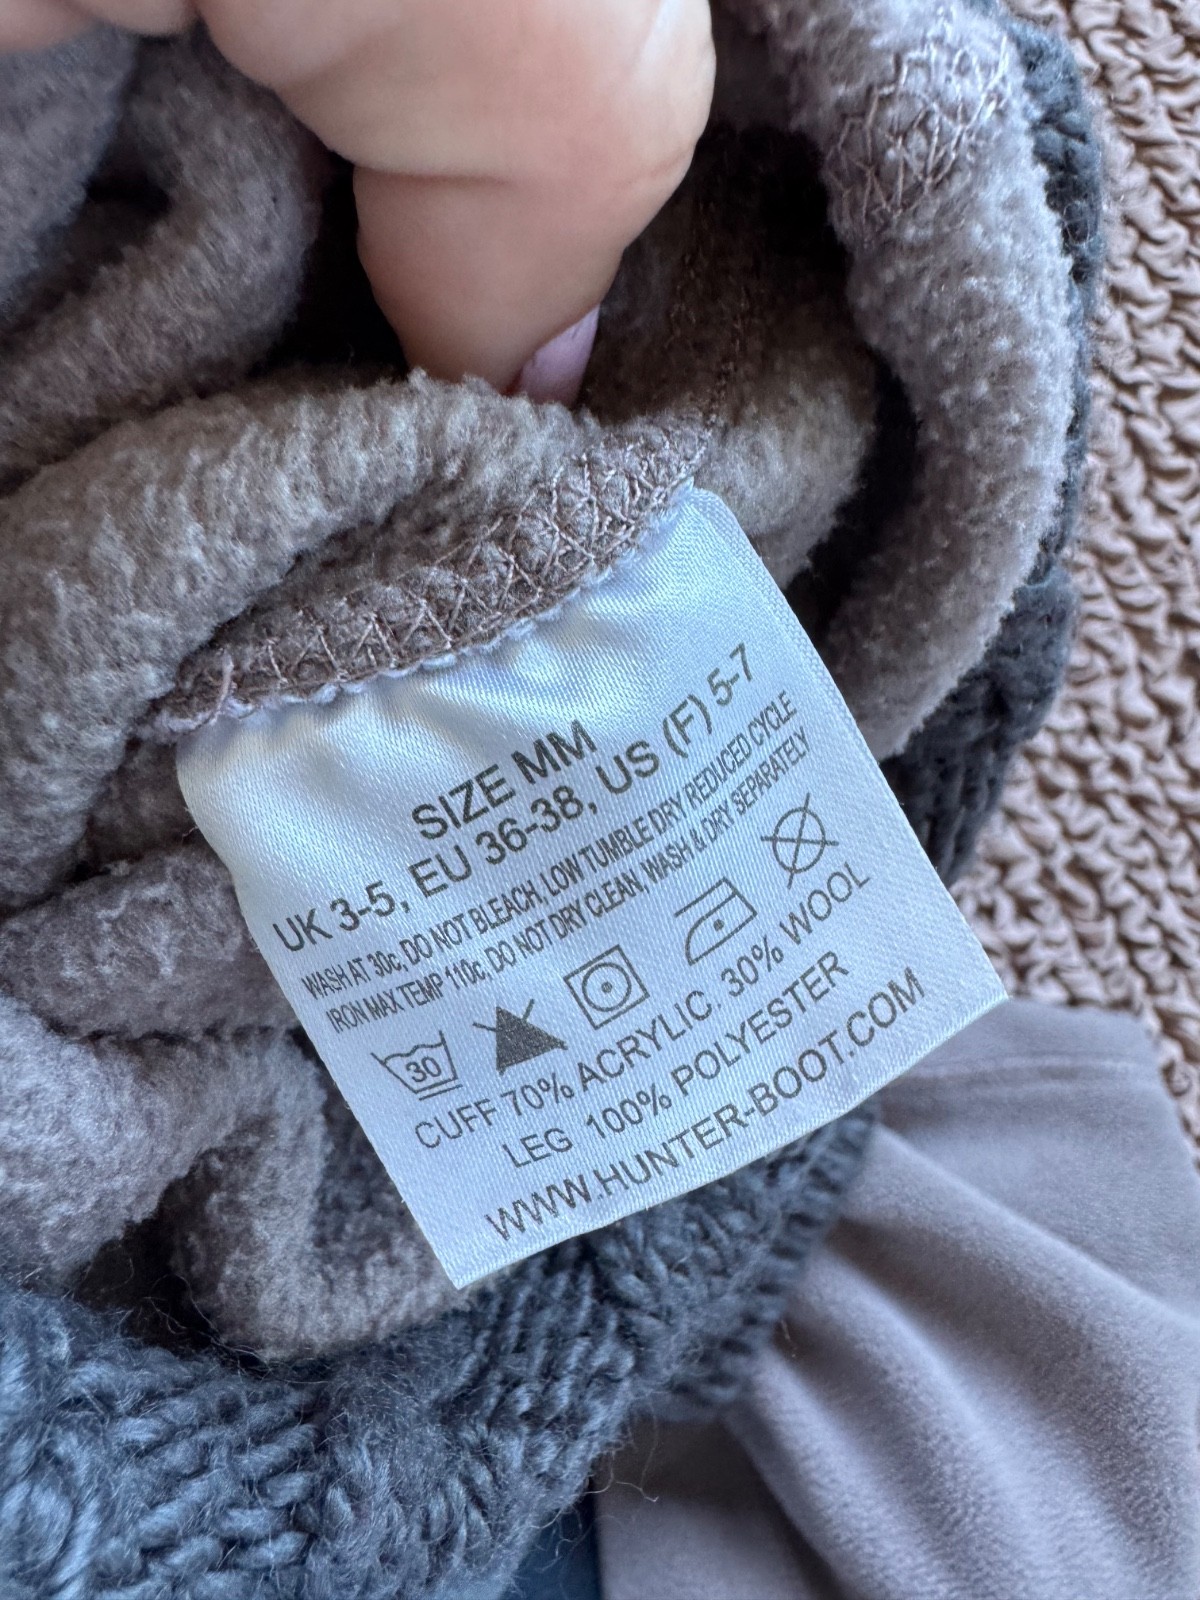 SIZE MM
UK 3-5, EU 36-38, US (F) 5-7
WASH AT 30c, DO NOT BLEACH, LOW TUMBLE DRY REDUCED CYCLE
IRON MAX TEMP 110c, DO NOT DRY CLEAN, WASH & DRY SEPARATELY
30
CUFF 70% ACRYLIC. 30% WOOL
LEG 100% POLYESTER
WWW.HUNTER-BOOT.COM